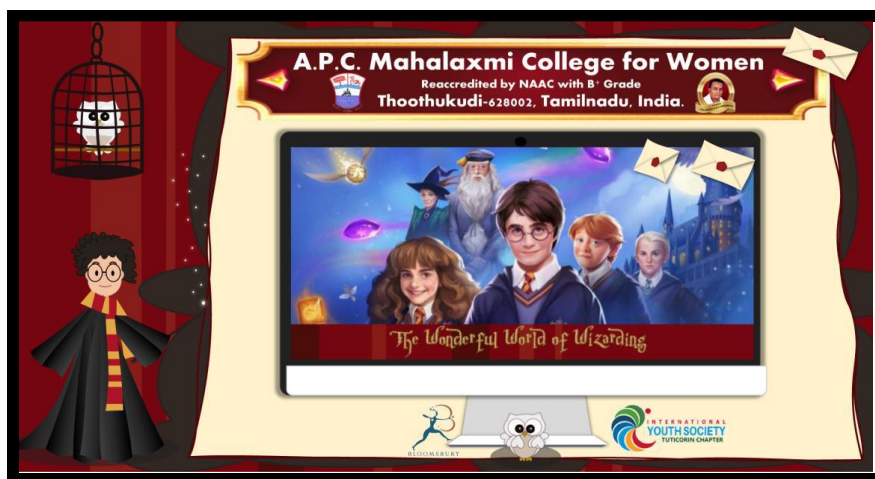 A.P.C. Mahalaxmi College for Women
Reaccredited by NAAC with B+ Grade
Thoothukudi-628002, Tamilnadu, India.
The Wonderful World of Wizarding
BLOOMSBURY
INTERNATIONAL
YOUTH SOCIETY
TUTICORIN CHAPTER